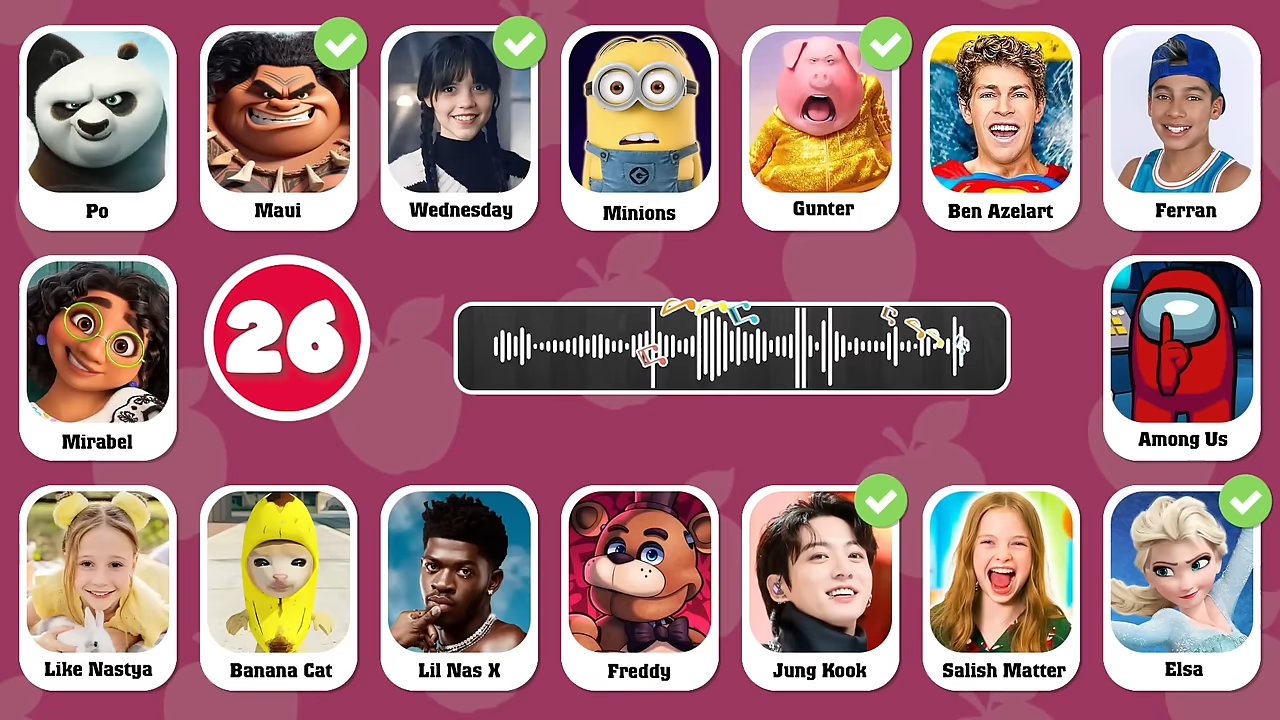 Po
Maui
Wednesday
Minions
Gunter
Ben Azelart
Ferran
Mirabel
26
Among Us
Like Nastya
Banana Cat
Lil Nas X
Freddy
Jung Kook
Salish Matter
Elsa